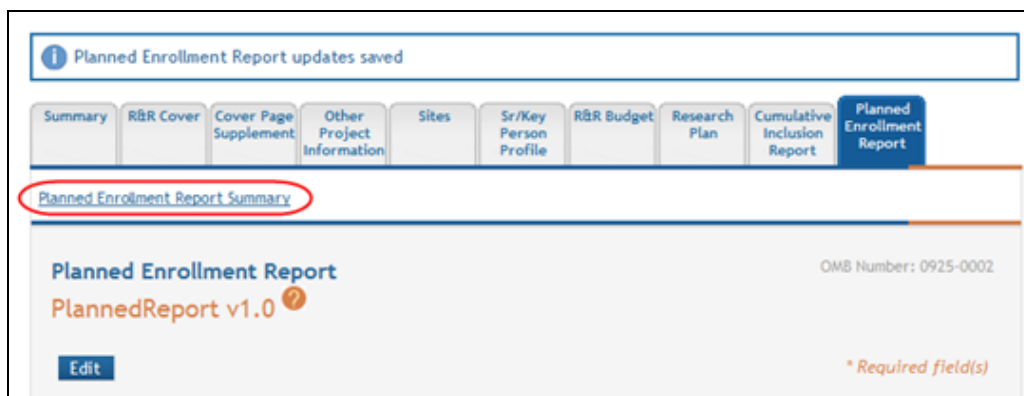 Planned Enrollment Report updates saved
Summary
R&R Cover
Cover Page
Supplement
Other
Project
Information
Sites
Sr/Key
Person
Profile
R&R Budget
Research
Plan
Cumulative
Inclusion
Report
Planned
Enrollment
Report
Planned Enrollment Report Summary
Planned Enrollment Report
OMB Number: 0925-0002
PlannedReport v1.0 ?
Edit
* Required field(s)